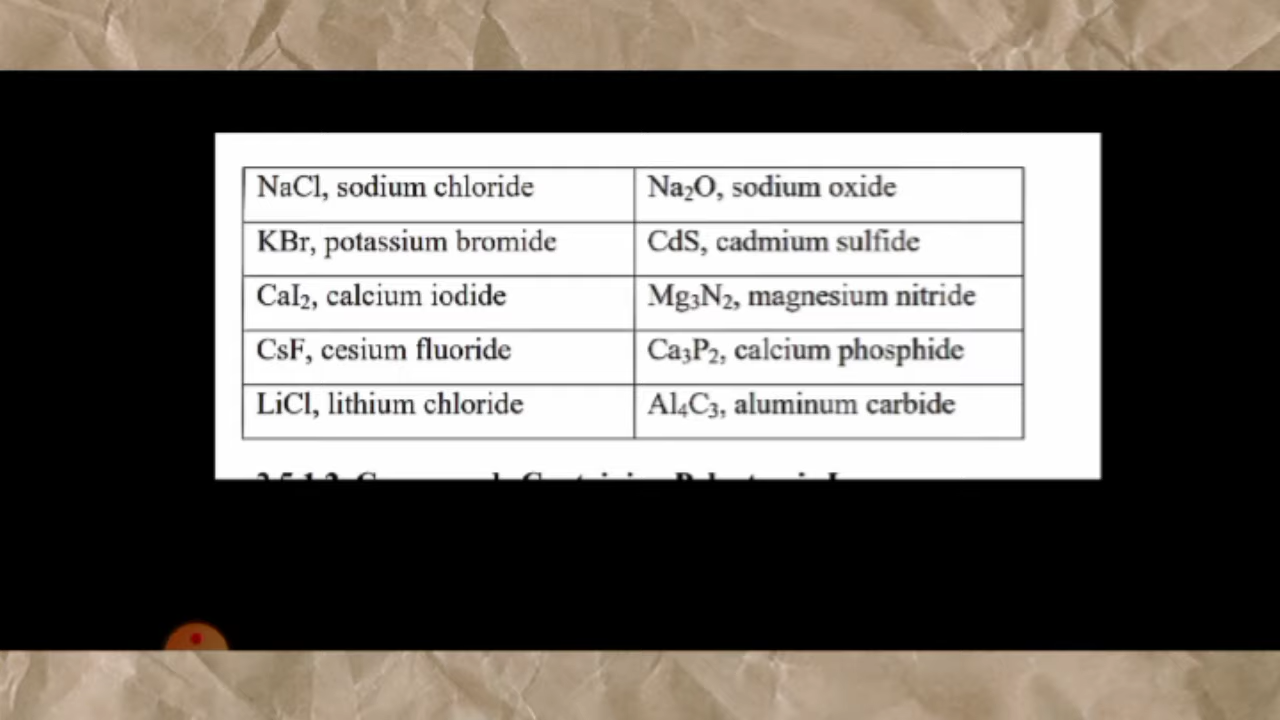 NaCl, sodium chloride
Na₂O, sodium oxide
KBr, potassium bromide
CdS, cadmium sulfide
CaI₂, calcium iodide
Mg₃N₂, magnesium nitride
CsF, cesium fluoride
Ca₃P₂, calcium phosphide
LiCl, lithium chloride
Al₄C₃, aluminum carbide